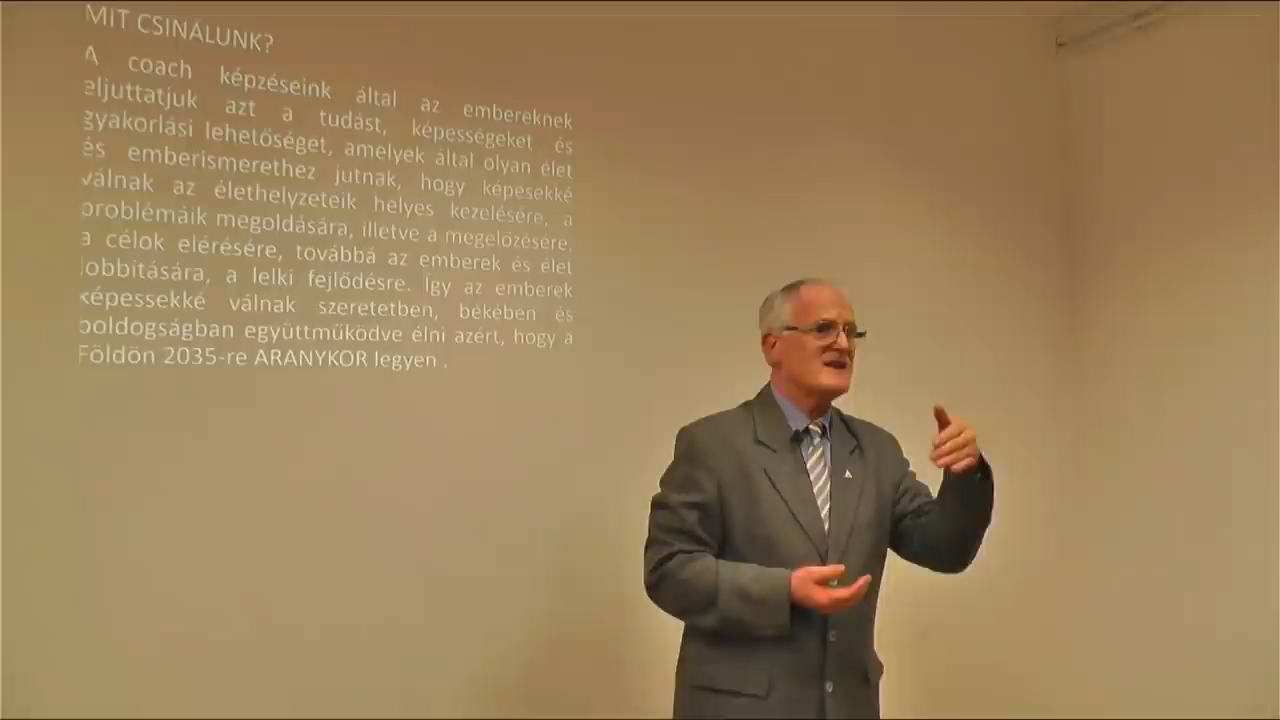 MIT CSINÁLUNK?
A coach képzéseink által az embereknek
eljuttatjuk azt a tudást, képességeket és
gyakorlási lehetőséget, amelyek által olyan élet
és emberismerethez jutnak, hogy képesekké
válnak az élethelyzeteik helyes kezelésére, a
problémáik megoldására, illetve a megelőzésére,
a célok elérésére, továbbá az emberek és élet
jobbítására, a lelki fejlődésre. Így az emberek
képessekké válnak szeretetben, békében és
boldogságban együttműködve élni azért, hogy a
Földön 2035-re ARANYKOR legyen .